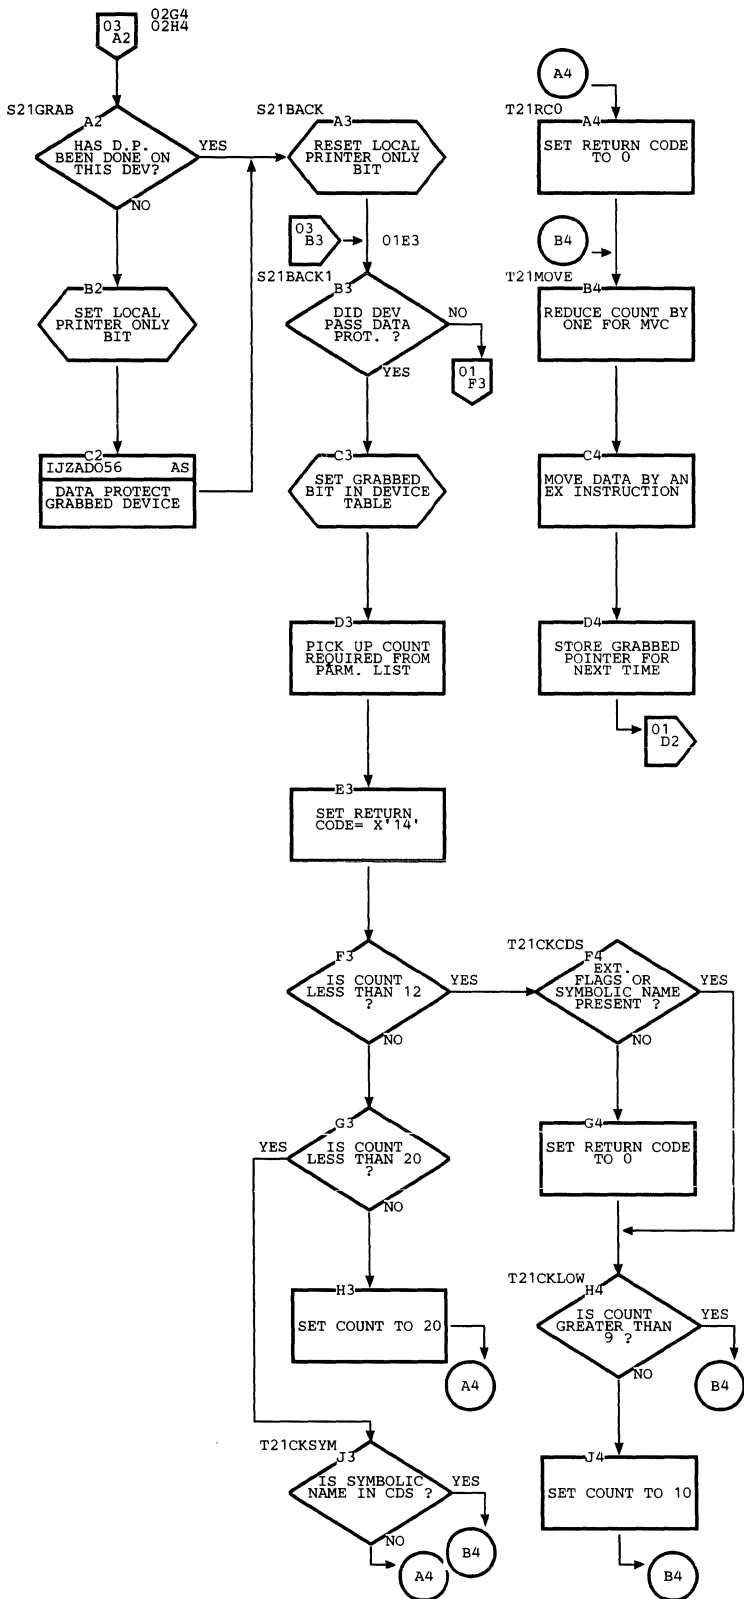 03
A2
02G4
02H4
S21GRAB
A2
HAS D.P.
BEEN DONE ON
THIS DEV?
YES
NO
B2
SET LOCAL
PRINTER ONLY
BIT
C2
IJZADO56 AS
DATA PROTECT
GRABBED DEVICE
S21BACK
A3
RESET LOCAL
PRINTER ONLY
BIT
03
B3
01E3
S21BACK1
B3
DID DEV
PASS DATA
PROT. ?
NO
01
F3
YES
C3
SET GRABBED
BIT IN DEVICE
TABLE
D3
PICK UP COUNT
REQUIRED FROM
PARM. LIST
E3
SET RETURN
CODE= X'14'
F3
IS COUNT
LESS THAN 12
?
YES
NO
G3
YES
IS COUNT
LESS THAN 20
?
NO
H3
SET COUNT TO 20
A4
T21CKSYM
J3
IS SYMBOLIC
NAME IN CDS ?
YES
B4
NO
A4
A4
T21RC0
A4
SET RETURN CODE
TO 0
B4
T21MOVE
B4
REDUCE COUNT BY
ONE FOR MVC
C4
MOVE DATA BY AN
EX INSTRUCTION
D4
STORE GRABBED
POINTER FOR
NEXT TIME
01
D2
T21CKCDS
F4
EXT.
FLAGS OR
SYMBOLIC NAME
PRESENT ?
YES
NO
G4
SET RETURN CODE
TO 0
T21CKLOW
H4
IS COUNT
GREATER THAN
9 ?
YES
B4
NO
J4
SET COUNT TO 10
B4